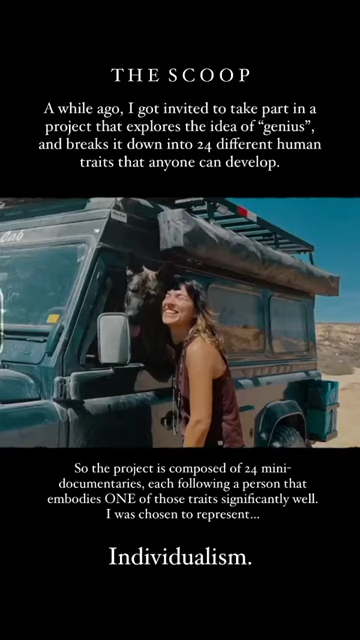 THE SCOOP
A while ago, I got invited to take part in a
project that explores the idea of “genius”,
and breaks it down into 24 different human
traits that anyone can develop.
So the project is composed of 24 mini-
documentaries, each following a person that
embodies ONE of those traits significantly well.
I was chosen to represent...
Individualism.